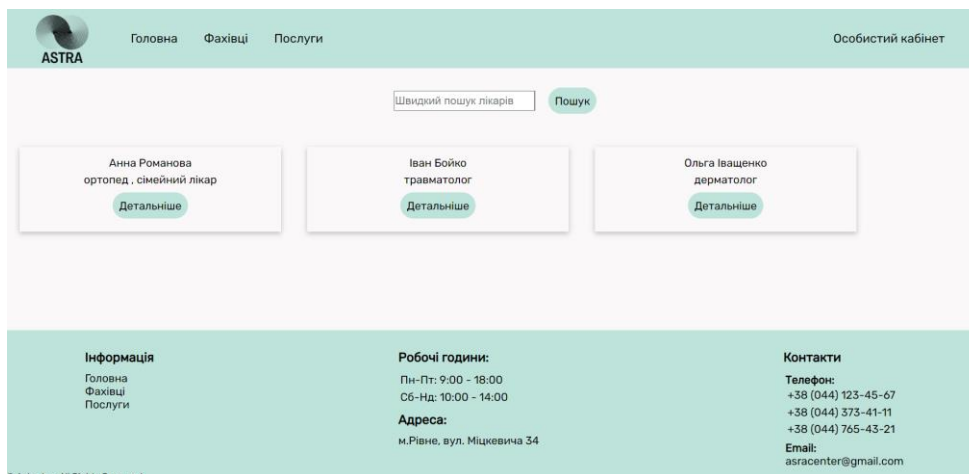 ASTRA
Головна Фахівці Послуги Особистий кабінет
Швидкий пошук лікарів Пошук
Анна Романова
ортопед , сімейний лікар
Детальніше
Іван Бойко
травматолог
Детальніше
Ольга Іващенко
дерматолог
Детальніше
Інформація
Головна
Фахівці
Послуги
Робочі години:
Пн-Пт: 9:00 - 18:00
Сб-Нд: 10:00 - 14:00
Адреса:
м.Рівне, вул. Міцкевича 34
Контакти
Телефон:
+38 (044) 123-45-67
+38 (044) 373-41-11
+38 (044) 765-43-21
Email:
asracenter@gmail.com